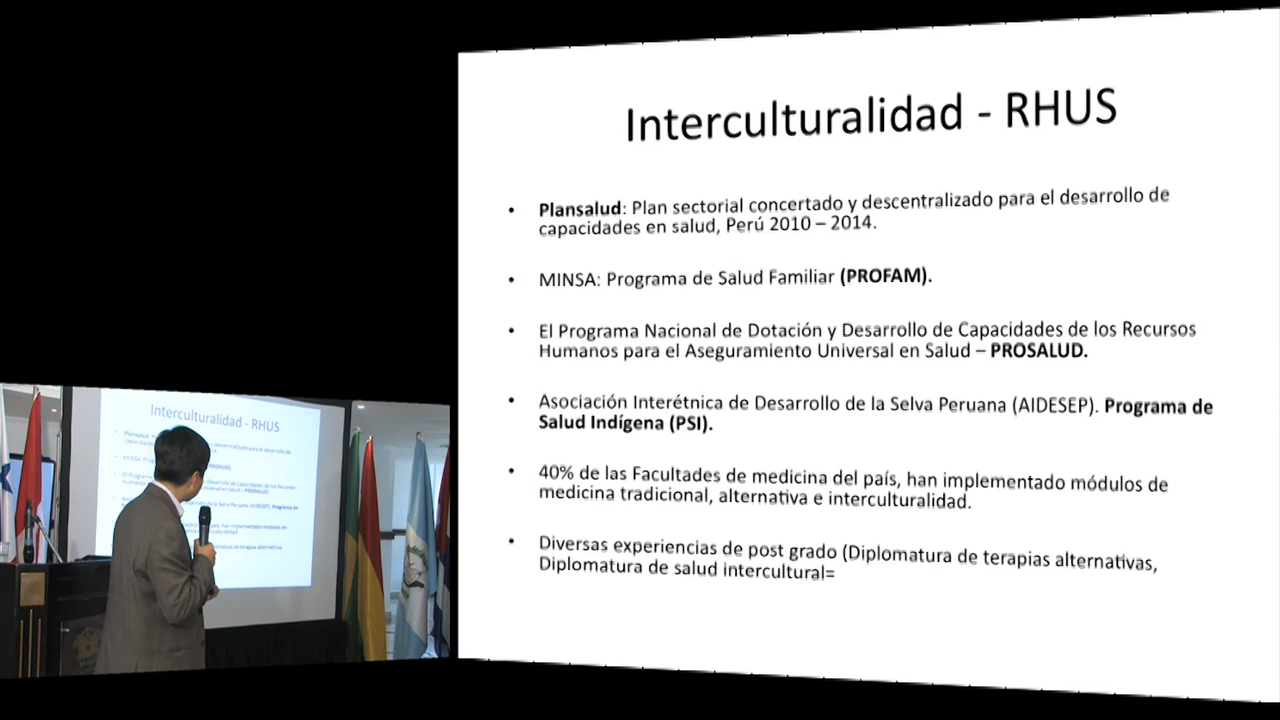 Interculturalidad - RHUS
• Plansalud: Plan sectorial concertado y descentralizado para el desarrollo de
capacidades en salud, Perú 2010 – 2014.
• MINSA: Programa de Salud Familiar (PROFAM).
• El Programa Nacional de Dotación y Desarrollo de Capacidades de los Recursos
Humanos para el Aseguramiento Universal en Salud – PROSALUD.
• Asociación Interétnica de Desarrollo de la Selva Peruana (AIDESEP). Programa de
Salud Indígena (PSI).
• 40% de las Facultades de medicina del país, han implementado módulos de
medicina tradicional, alternativa e interculturalidad.
• Diversas experiencias de post grado (Diplomatura de terapias alternativas,
Diplomatura de salud intercultural=
Interculturalidad - RHUS